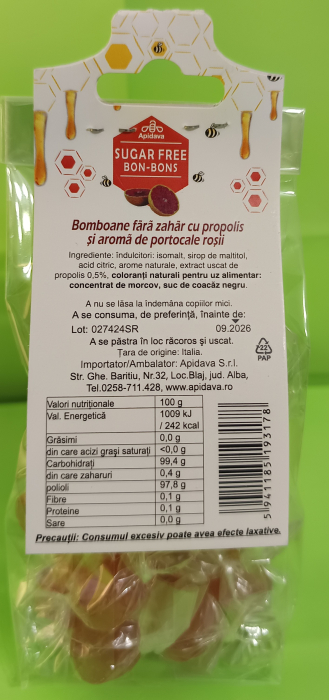 Apidava
SUGAR FREE
BON-BONS
Bomboane fără zahăr cu propolis
și aromă de portocale roșii
Ingrediente: îndulcitori: isomalt, sirop de maltitol,
acid citric, arome naturale, extract uscat de
propolis 0,5%, coloranți naturali pentru uz alimentar:
concentrat de morcov, suc de coacăz negru.
A nu se lăsa la îndemâna copiilor mici.
A se consuma, de preferință, înainte de:
Lot: 027424SR 09.2026
A se păstra în loc răcoros și uscat.
Țara de origine: Italia.
Importator/Ambalator: Apidava S.r.l.
Str. Ghe. Baritiu, Nr.32, Loc.Blaj, jud. Alba,
Tel.0258-711.428, www.apidava.ro
22
PAP
Valori nutriționale 100 g
Val. Energetică 1009 kJ
/ 242 kcal
Grăsimi 0,0 g
din care acizi grași saturați <0,0 g
Carbohidrați 99,4 g
din care zaharuri 0,4 g
polioli 97,8 g
Fibre 0,1 g
Proteine 0,1 g
Sare 0,0 g
5941185193178
Precauții: Consumul excesiv poate avea efecte laxative.